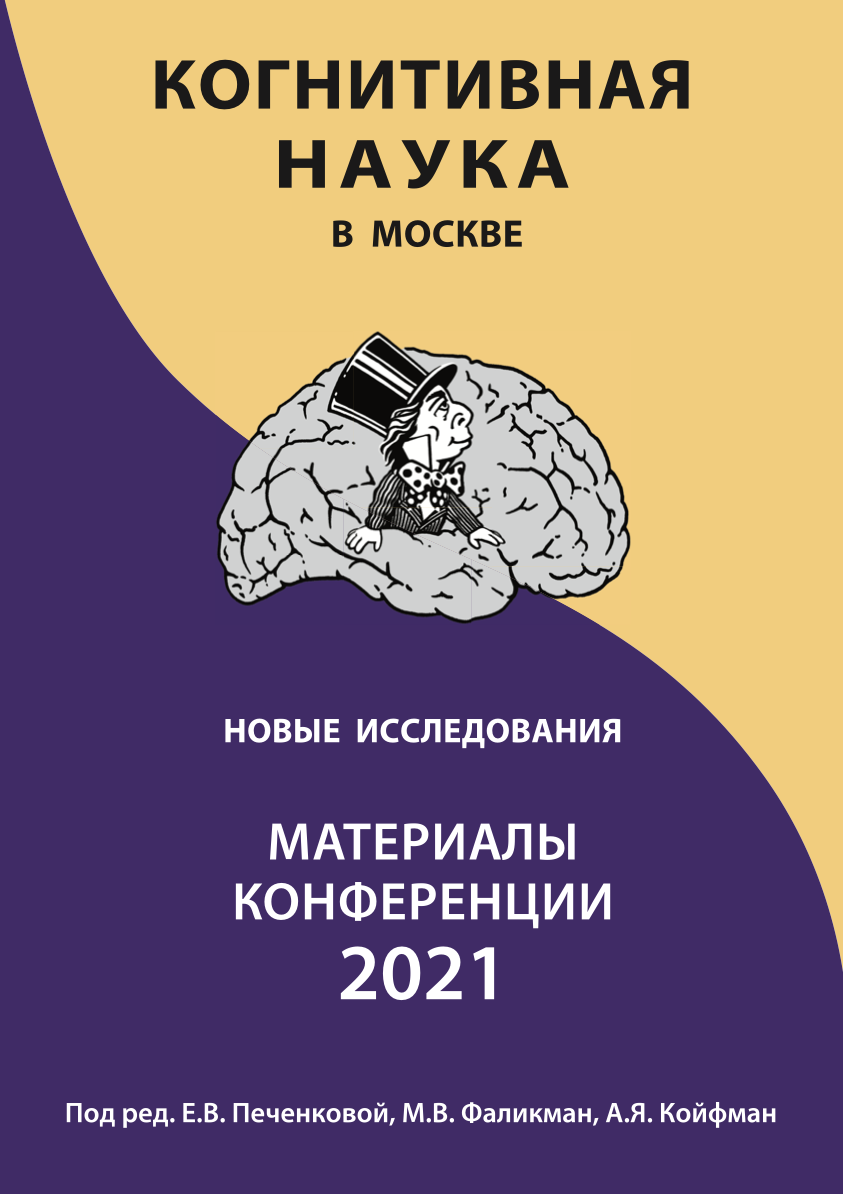 КОГНИТИВНАЯ
НАУКА
В МОСКВЕ
НОВЫЕ ИССЛЕДОВАНИЯ
МАТЕРИАЛЫ
КОНФЕРЕНЦИИ
2021
Под ред. Е.В. Печенковой, М.В. Фаликман, А.Я. Койфман